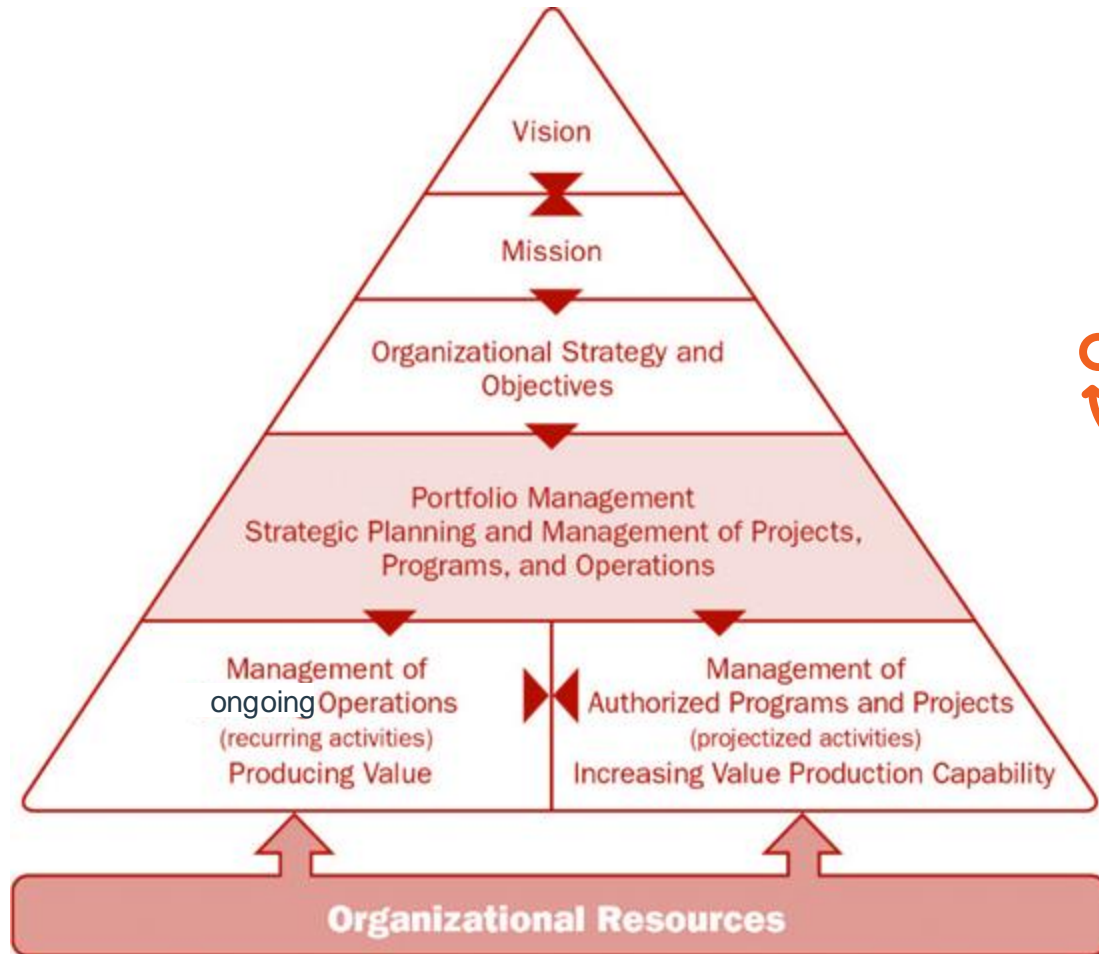 Vision
Mission
Organizational Strategy and
Objectives
Portfolio Management
Strategic Planning and Management of Projects,
Programs, and Operations
Management of
ongoing Operations
(recurring activities)
Producing Value
Management of
Authorized Programs and Projects
(projectized activities)
Increasing Value Production Capability
Organizational Resources